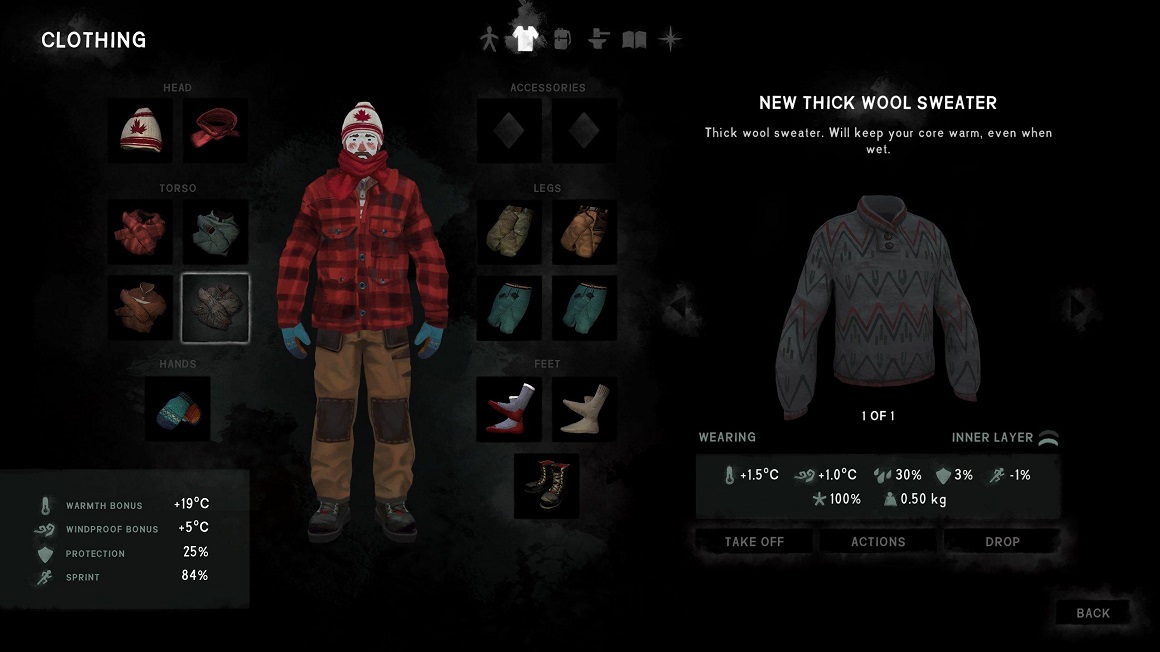 CLOTHING
HEAD
ACCESSORIES
TORSO
LEGS
HANDS
FEET
WARMTH BONUS +19°C
WINDPROOF BONUS +5°C
PROTECTION 25%
SPRINT 84%
NEW THICK WOOL SWEATER
Thick wool sweater. Will keep your core warm, even when
wet.
1 OF 1
WEARING INNER LAYER
+1.5°C +1.0°C 30% 3% -1%
100% 0.50 kg
TAKE OFF ACTIONS DROP
BACK